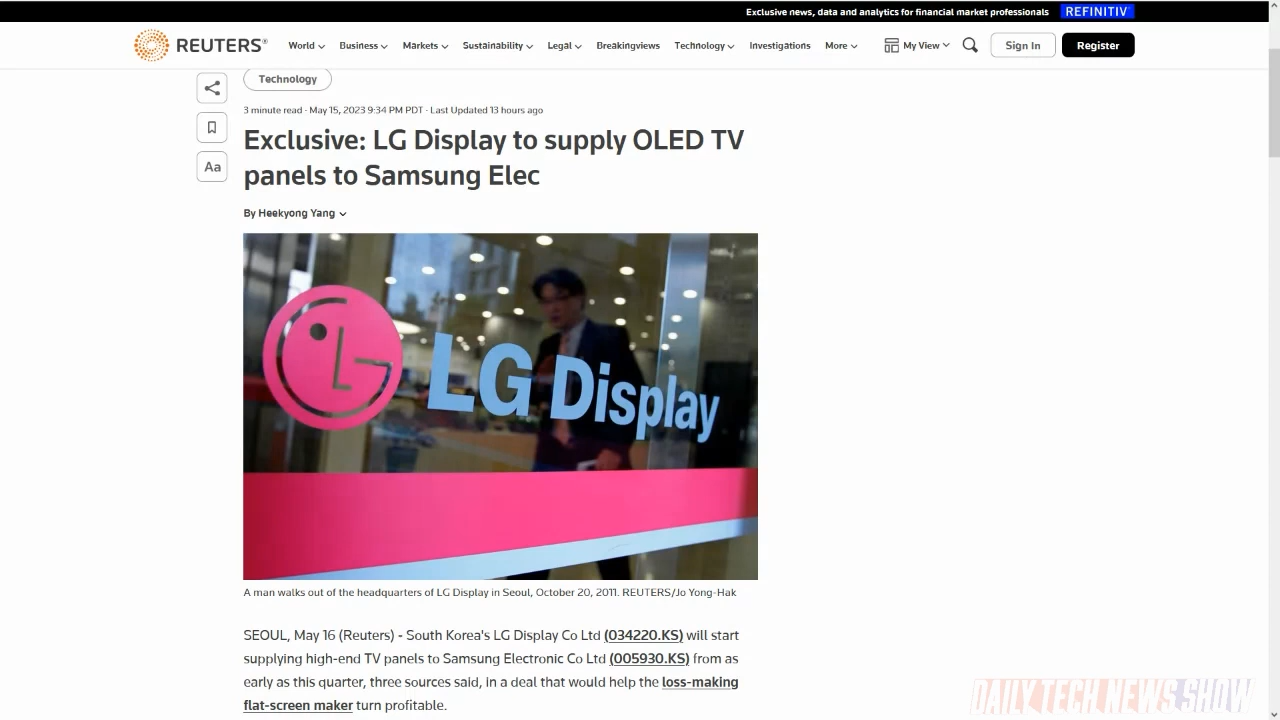 Exclusive news, data and analytics for financial market professionals REFINITIV
REUTERS® World Business Markets Sustainability Legal Breakingviews Technology Investigations More My View Sign In Register
Technology
3 minute read · May 15, 2023 9:34 PM PDT · Last Updated 13 hours ago
Aa
Exclusive: LG Display to supply OLED TV
panels to Samsung Elec
By Heekyong Yang
LG Display
A man walks out of the headquarters of LG Display in Seoul, October 20, 2011. REUTERS/Jo Yong-Hak
SEOUL, May 16 (Reuters) - South Korea's LG Display Co Ltd (034220.KS) will start
supplying high-end TV panels to Samsung Electronic Co Ltd (005930.KS) from as
early as this quarter, three sources said, in a deal that would help the loss-making
flat-screen maker turn profitable.
DAILY TECH NEWS SHOW